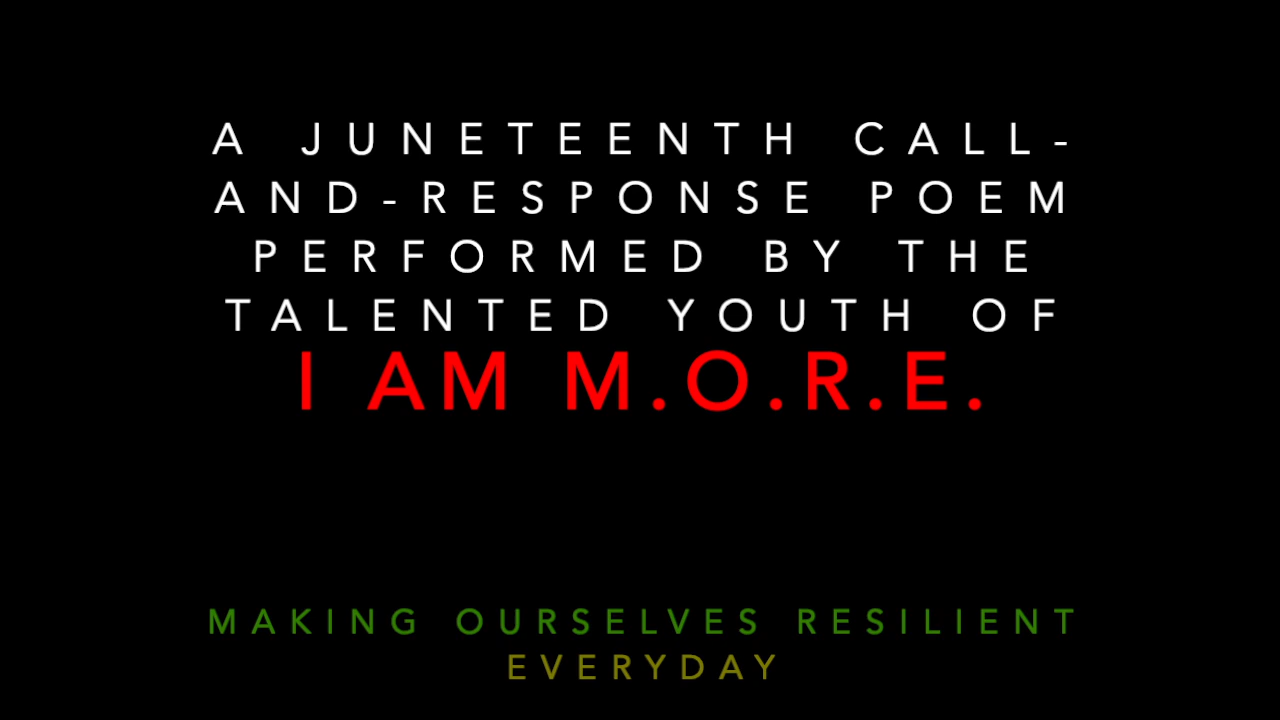 A JUNETEENTH CALL-
AND-RESPONSE POEM
PERFORMED BY THE
TALENTED YOUTH OF
I AM M.O.R.E.
MAKING OURSELVES RESILIENT
EVERYDAY